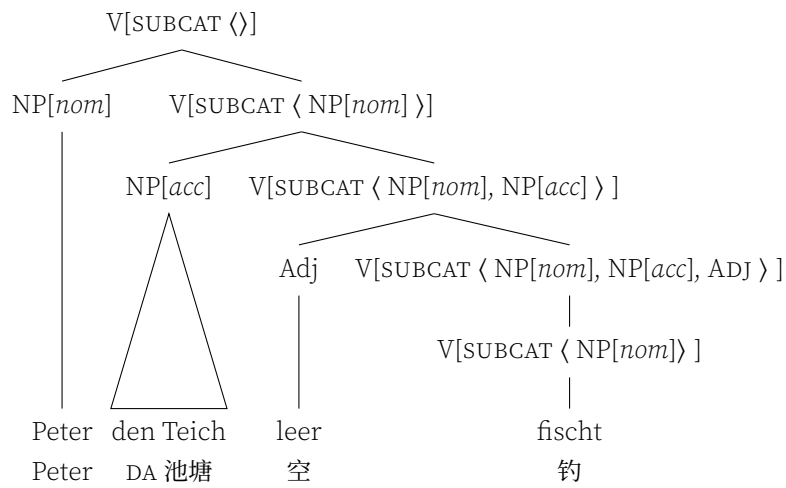 V[SUBCAT ⟨⟩]
NP[nom] V[SUBCAT ⟨ NP[nom] ⟩]
NP[acc] V[SUBCAT ⟨ NP[nom], NP[acc] ⟩ ]
Adj V[SUBCAT ⟨ NP[nom], NP[acc], ADJ ⟩ ]
V[SUBCAT ⟨ NP[nom]⟩ ]
Peter den Teich leer fischt
Peter DA 池塘 空 钓